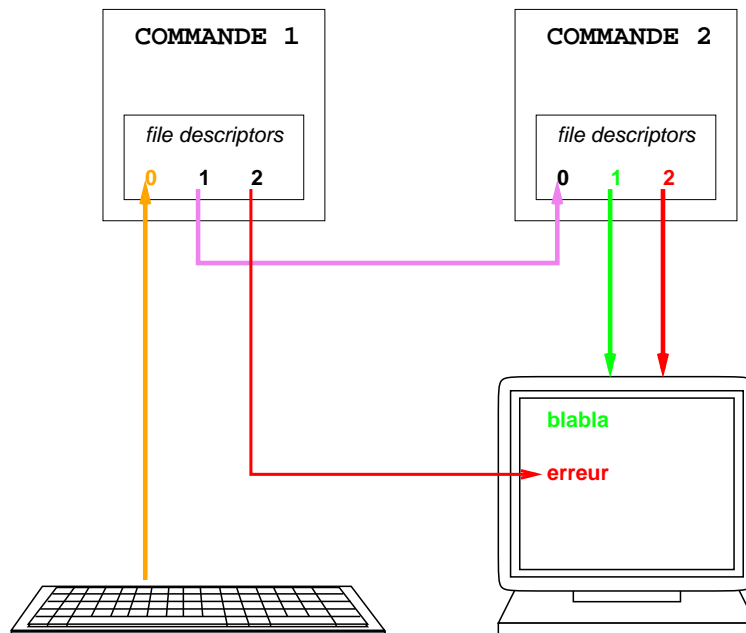 COMMANDE 1
file descriptors
0 1 2
COMMANDE 2
file descriptors
0 1 2
blabla
erreur